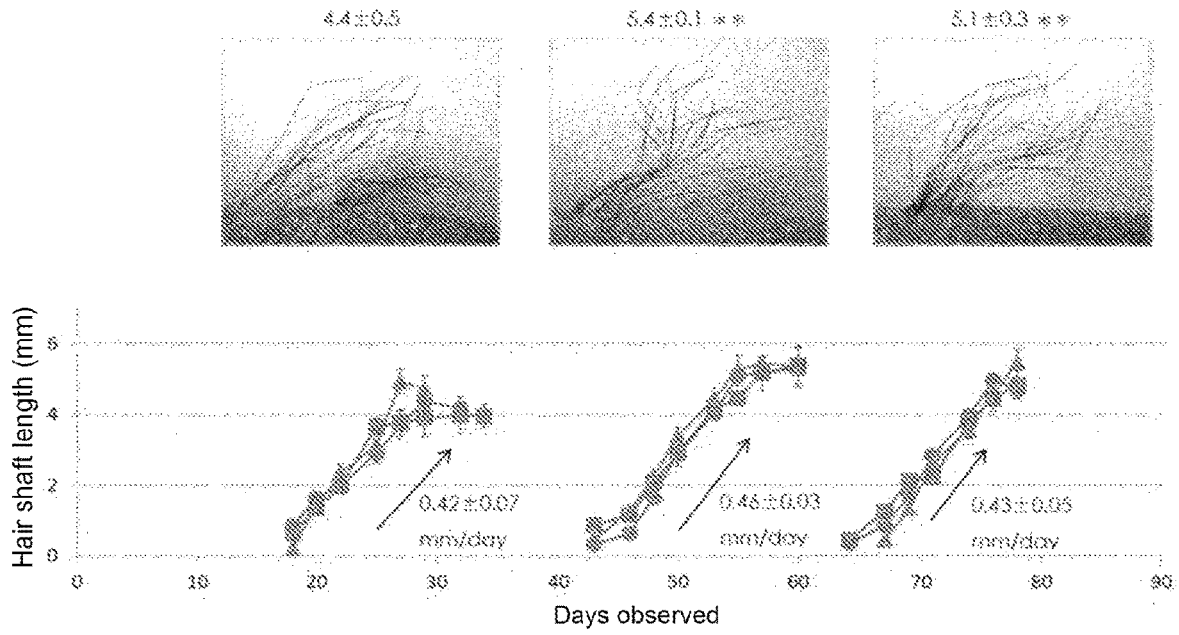 4.4±0.5 5.4±0.1 ** 5.1±0.3 **
Hair shaft length (mm)
6
4
2
0
0.42±0.07
mm/day
0.46±0.03
mm/day
0.43±0.05
mm/day
0 10 20 30 40 50 60 70 80 90
Days observed